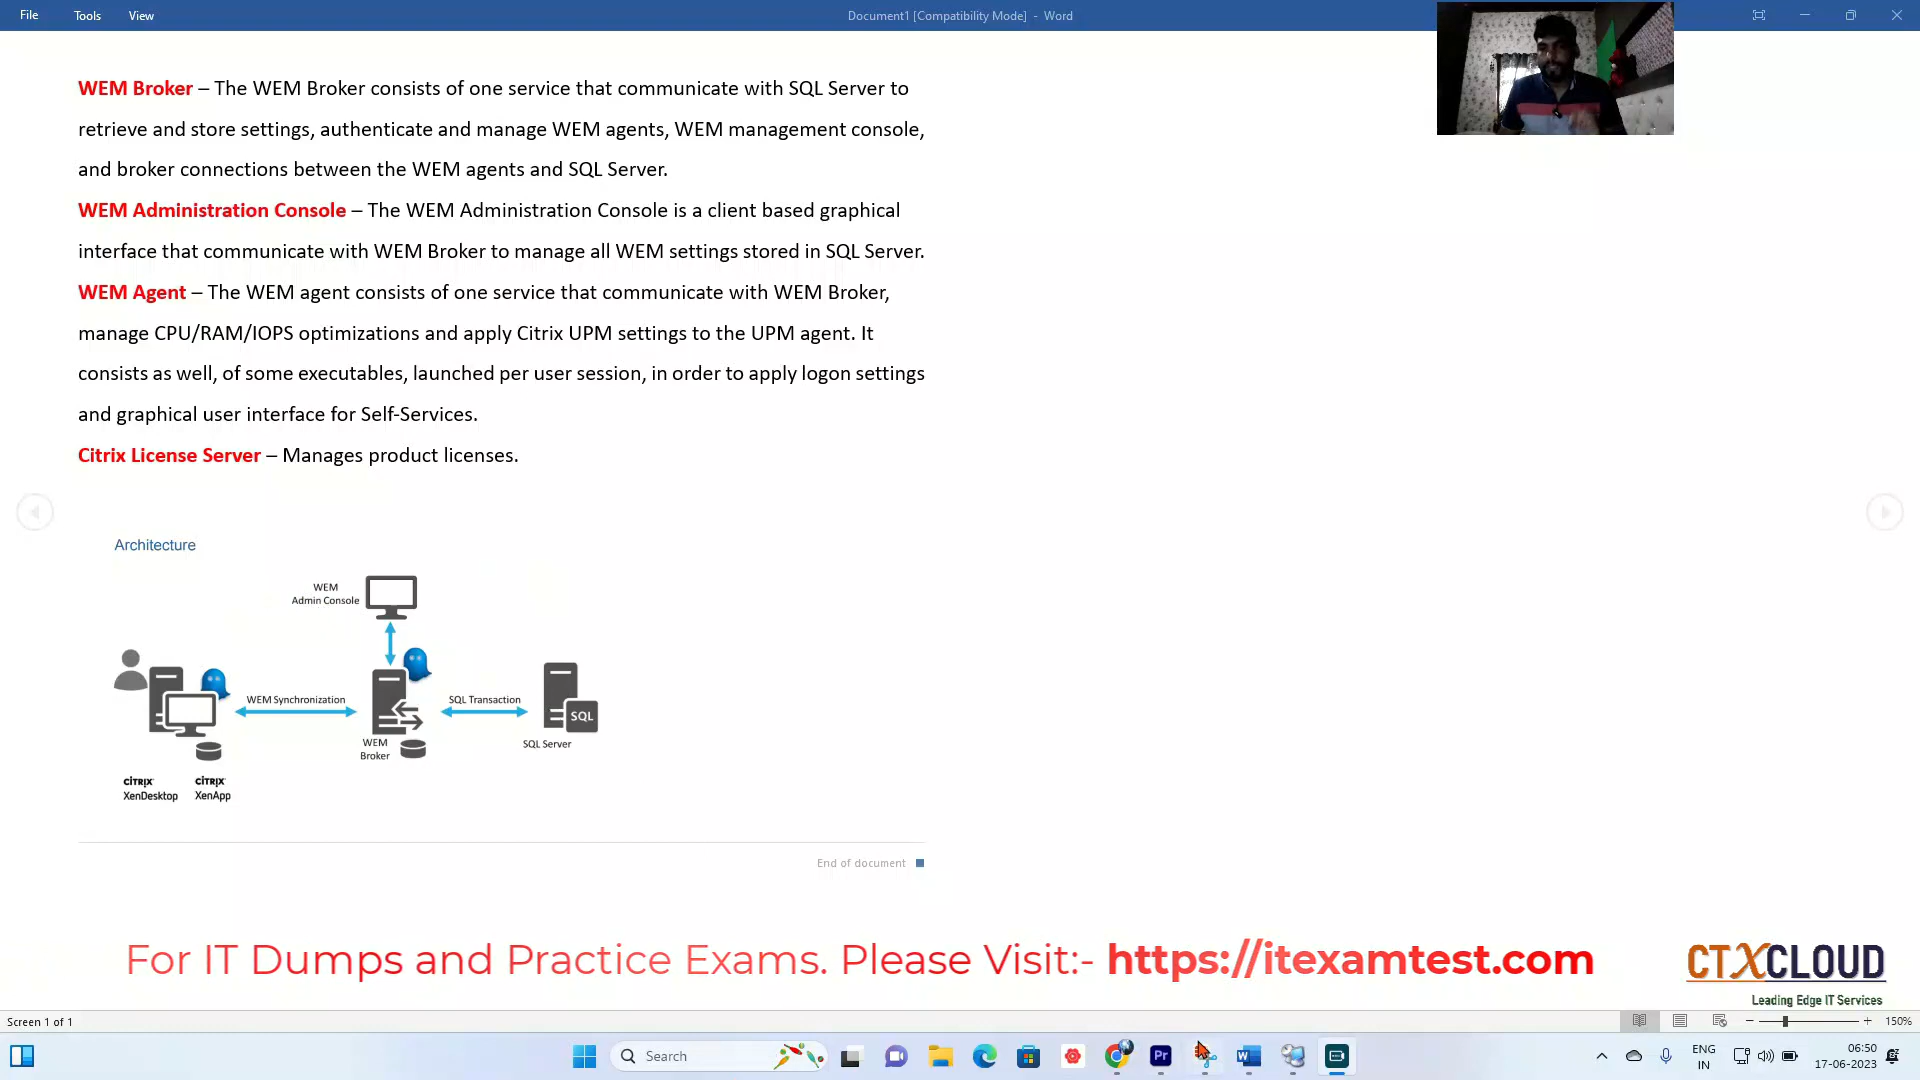 File Tools View
Document1 [Compatibility Mode] - Word
WEM Broker – The WEM Broker consists of one service that communicate with SQL Server to
retrieve and store settings, authenticate and manage WEM agents, WEM management console,
and broker connections between the WEM agents and SQL Server.
WEM Administration Console – The WEM Administration Console is a client based graphical
interface that communicate with WEM Broker to manage all WEM settings stored in SQL Server.
WEM Agent – The WEM agent consists of one service that communicate with WEM Broker,
manage CPU/RAM/IOPS optimizations and apply Citrix UPM settings to the UPM agent. It
consists as well, of some executables, launched per user session, in order to apply logon settings
and graphical user interface for Self-Services.
Citrix License Server – Manages product licenses.
Architecture
WEM
Admin Console
WEM Synchronization
SQL Transaction
SQL
WEM
Broker
SQL Server
CITRIX
XenDesktop
CITRIX
XenApp
End of document
For IT Dumps and Practice Exams. Please Visit:- https://itexamtest.com
CTXCLOUD
Leading Edge IT Services
Screen 1 of 1
150%
Search
Pr
W
ENG
IN
06:50
17-06-2023